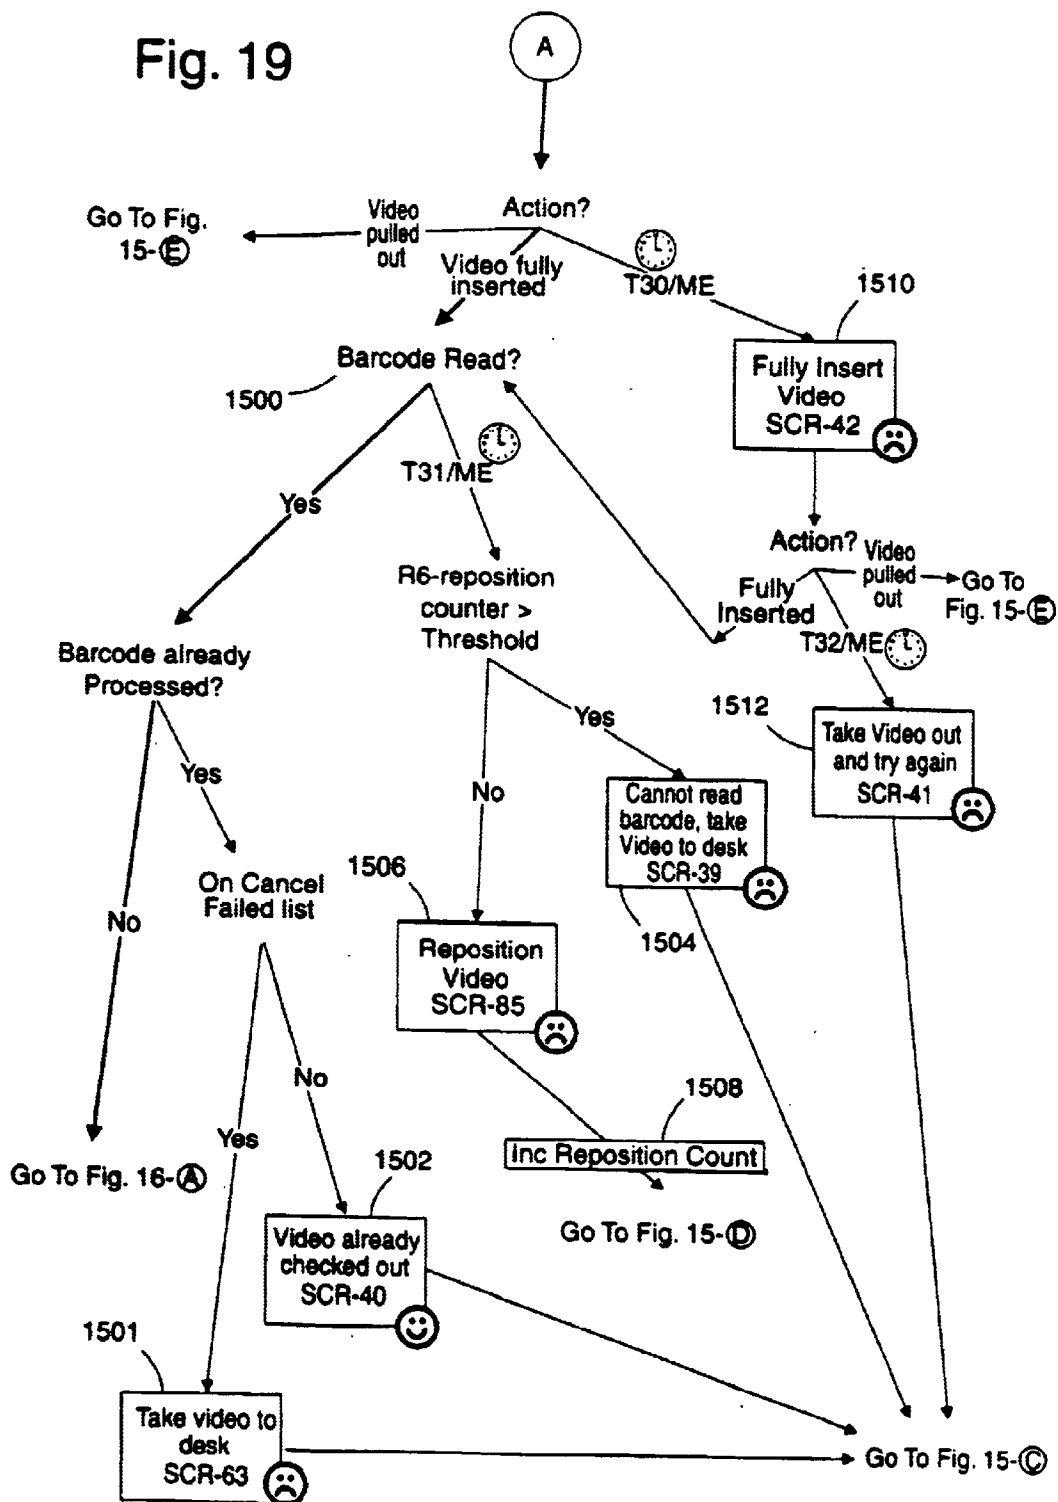 Fig. 19
A
Action?
Go To Fig.
15-E
Video
pulled
out
Video fully
inserted
T30/ME
1510
Fully Insert
Video
SCR-42
Barcode Read?
1500
T31/ME
Yes
Action?
Video
pulled
out
Go To
Fig. 15-E
Fully
Inserted
T32/ME
R6-reposition
counter >
Threshold
Barcode already
Processed?
1512
Take Video out
and try again
SCR-41
Yes
Yes
No
Cannot read
barcode, take
Video to desk
SCR-39
1504
On Cancel
Failed list
1506
Reposition
Video
SCR-85
No
No
1508
Inc Reposition Count
Go To Fig. 15-D
Yes
Go To Fig. 16-A
1502
Video already
checked out
SCR-40
1501
Take video to
desk
SCR-63
Go To Fig. 15-C